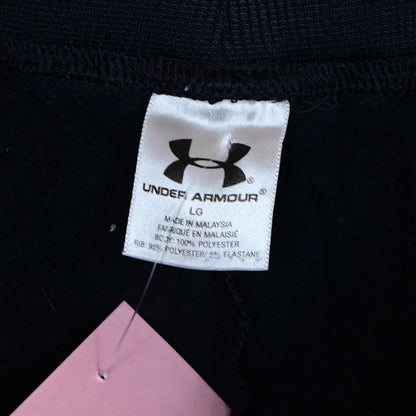 UNDER ARMOUR®
LG
MADE IN MALAYSIA
FABRIQUÉ EN MALAISIE
BODY: 100% POLYESTER
RIB: 95% POLYESTER/ 5% ELASTANE